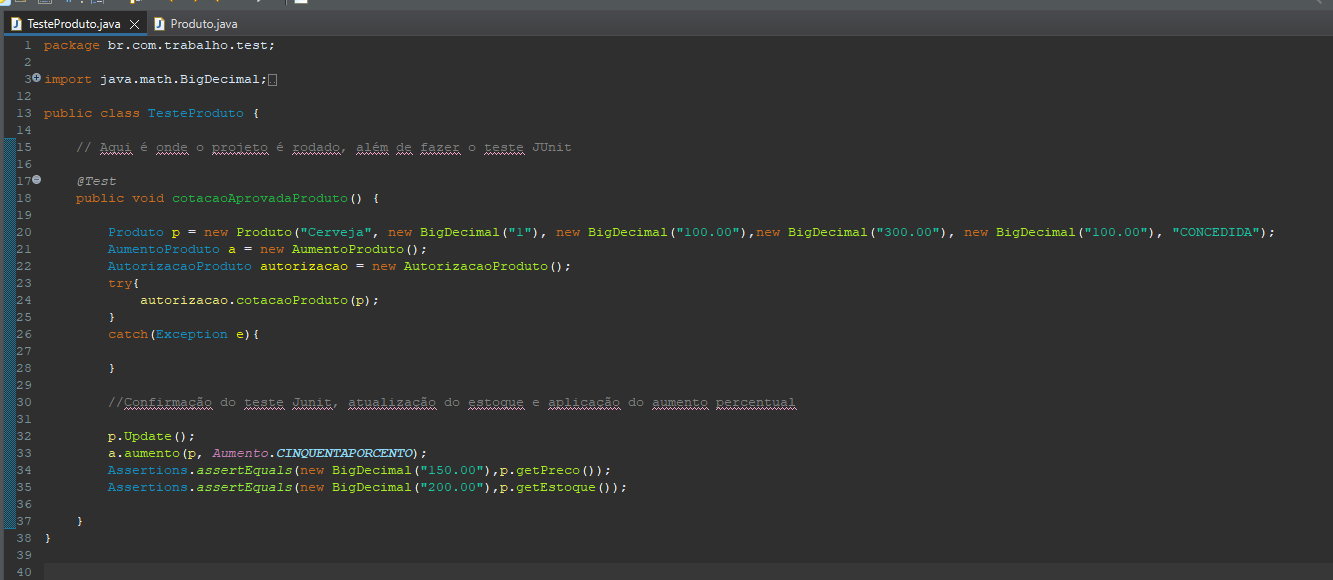 TesteProduto.java Produto.java
1 package br.com.trabalho.test;
2
3 import java.math.BigDecimal;
12
13 public class TesteProduto {
14
15 // Aqui é onde o projeto é rodado, além de fazer o teste JUnit
16
17 @Test
18 public void cotacaoAprovadaProduto() {
19
20 Produto p = new Produto("Cerveja", new BigDecimal("1"), new BigDecimal("100.00"),new BigDecimal("300.00"), new BigDecimal("100.00"), "CONCEDIDA");
21 AumentoProduto a = new AumentoProduto();
22 AutorizacaoProduto autorizacao = new AutorizacaoProduto();
23 try{
24 autorizacao.cotacaoProduto(p);
25 }
26 catch(Exception e){
27
28 }
29
30 //Confirmação do teste Junit, atualização do estoque e aplicação do aumento percentual
31
32 p.Update();
33 a.aumento(p, Aumento.CINQUENTAPORCENTO);
34 Assertions.assertEquals(new BigDecimal("150.00"),p.getPreco());
35 Assertions.assertEquals(new BigDecimal("200.00"),p.getEstoque());
36
37 }
38 }
39
40